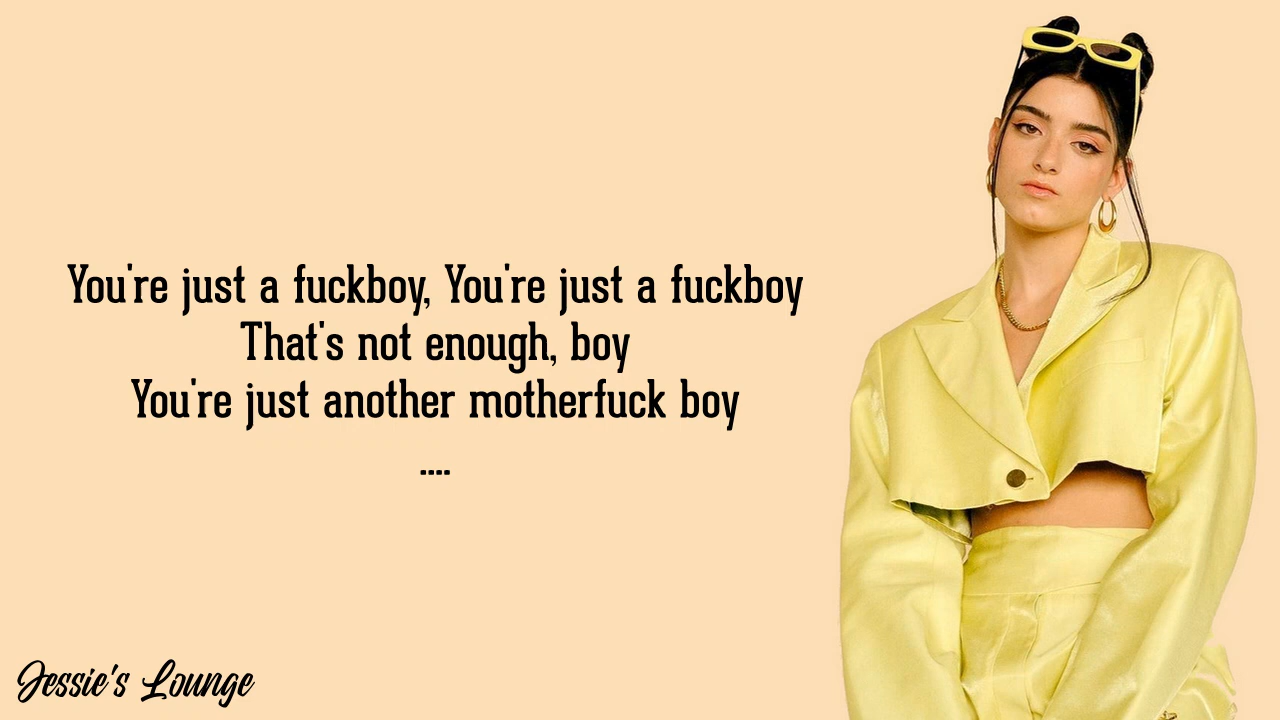 You're just a fuckboy, You're just a fuckboy
That's not enough, boy
You're just another motherfuck boy
....
Jessie's Lounge